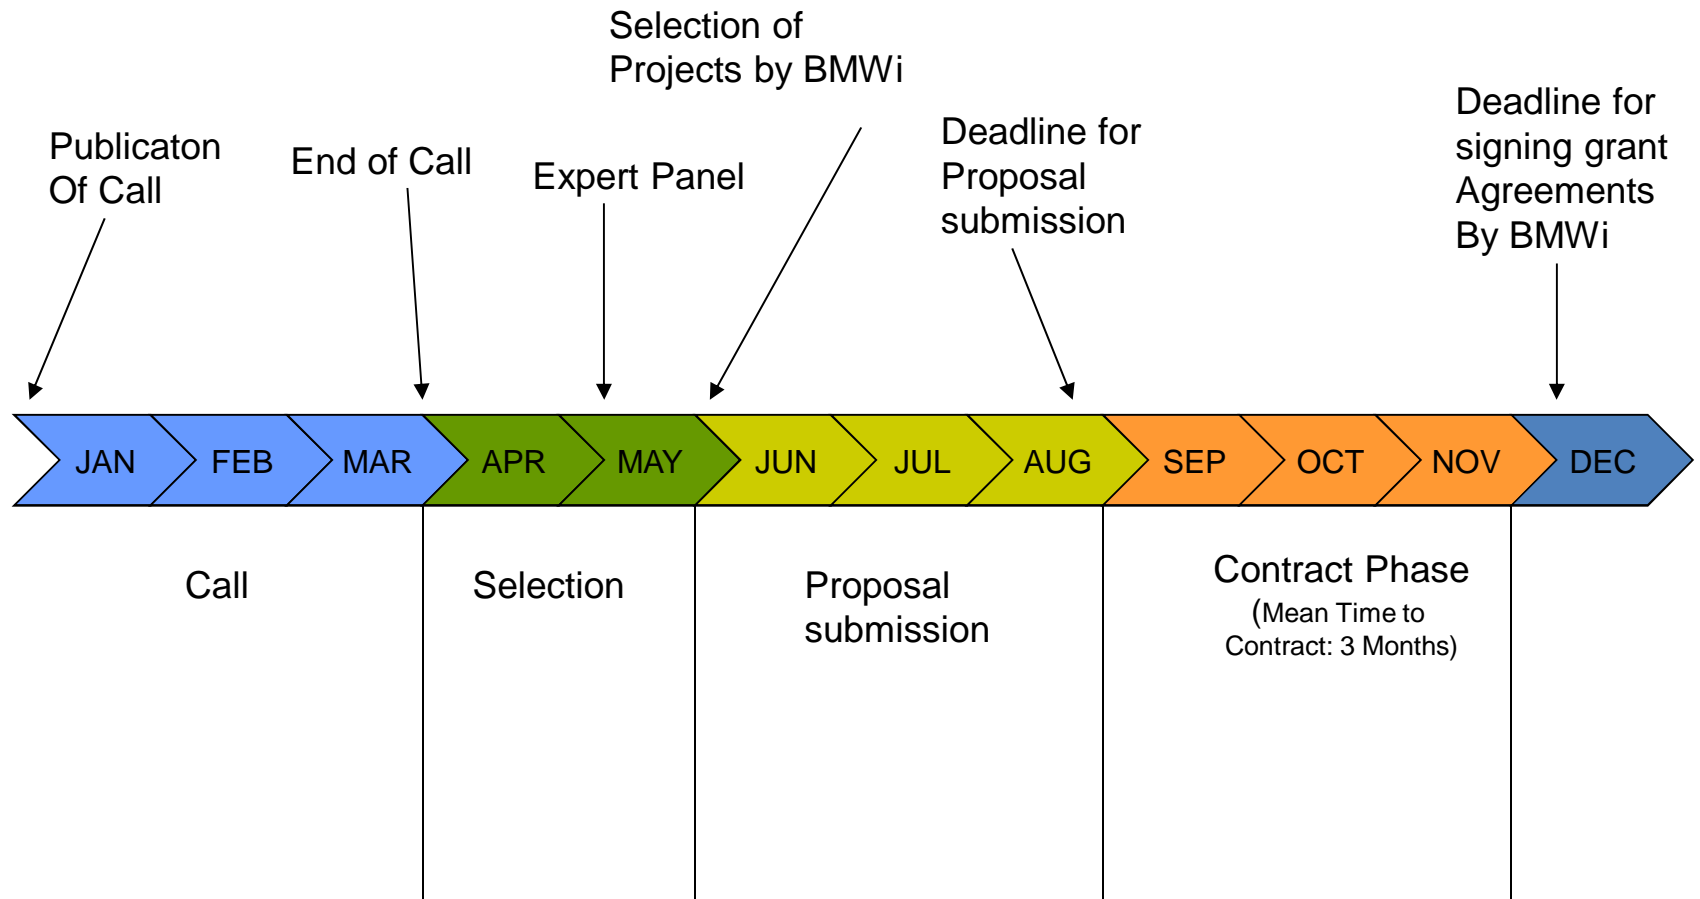 Selection of
Projects by BMWi
Publicaton
Of Call
End of Call
Expert Panel
Deadline for
Proposal
submission
Deadline for
signing grant
Agreements
By BMWi
JAN
FEB
MAR
APR
MAY
JUN
JUL
AUG
SEP
OCT
NOV
DEC
Call
Selection
Proposal
submission
Contract Phase
(Mean Time to
Contract: 3 Months)